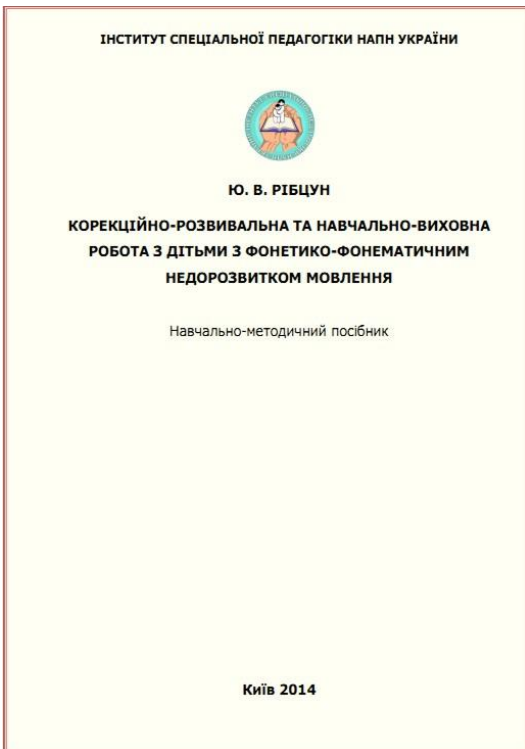 ІНСТИТУТ СПЕЦІАЛЬНОЇ ПЕДАГОГІКИ НАПН УКРАЇНИ
Ю. В. РІБЦУН
КОРЕКЦІЙНО-РОЗВИВАЛЬНА ТА НАВЧАЛЬНО-ВИХОВНА
РОБОТА З ДІТЬМИ З ФОНЕТИКО-ФОНЕМАТИЧНИМ
НЕДОРОЗВИТКОМ МОВЛЕННЯ
Навчально-методичний посібник
Київ 2014